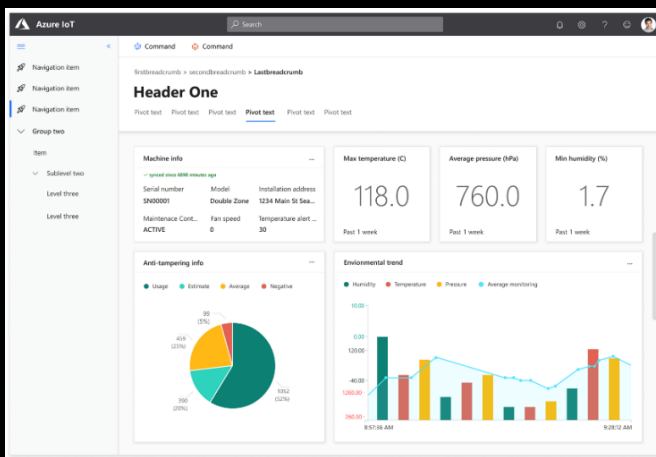 Azure IoT
Search
Command Command
Navigation item
Navigation item
Navigation item
Group two
Item
Sublevel two
Level three
Level three
firstbreadcrumb > secondbreadcrumb > Lastbreadcrumb
Header One
Pivot text Pivot text Pivot text Pivot text Pivot text Pivot text
Machine info
synced since 4698 minutes ago
Serial number Model Installation address
SN00001 Double Zone 1234 Main St Sea...
Maintenace Cont... Fan speed Temperature alert ...
ACTIVE 0 30
Max temperature (C)
118.0
Past 1 week
Average pressure (hPa)
760.0
Past 1 week
Min humidity (%)
1.7
Past 1 week
Anti-tampering info
Usage Estimate Average Negative
99
(5%)
(23%)
(20%)
1052
(52%)
Envionmental trend
Humidity Temperature Pressure Average monitoring
10.00
0.00
120.00
-40.00
1260.00
360.00
8:57:36 AM 9:28:12 AM